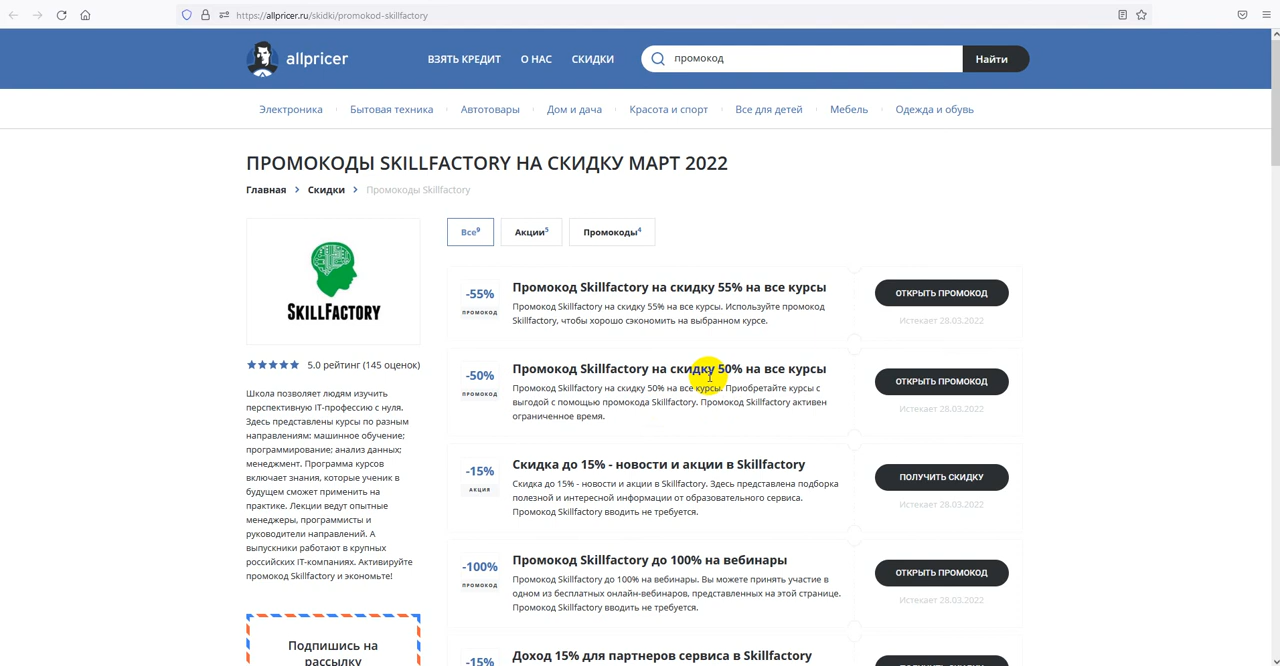 https://allpricer.ru/skidki/promokod-skillfactory
allpricer
ВЗЯТЬ КРЕДИТ О НАС СКИДКИ
промокод
Найти
Электроника Бытовая техника Автотовары Дом и дача Красота и спорт Все для детей Мебель Одежда и обувь
ПРОМОКОДЫ SKILLFACTORY НА СКИДКУ МАРТ 2022
Главная > Скидки > Промокоды Skillfactory
SKILLFACTORY
5.0 рейтинг (145 оценок)
Школа позволяет людям изучить
перспективную IT-профессию с нуля.
Здесь представлены курсы по разным
направлениям: машинное обучение;
программирование; анализ данных;
менеджмент. Программа курсов
включает знания, которые ученик в
будущем сможет применить на
практике. Лекции ведут опытные
менеджеры, программисты и
руководители направлений. А
выпускники работают в крупных
российских IT-компаниях. Активируйте
промокод Skillfactory и экономьте!
Подпишись на
рассылку
Все9 Акции5 Промокоды4
-55%
ПРОМОКОД
Промокод Skillfactory на скидку 55% на все курсы
Промокод Skillfactory на скидку 55% на все курсы. Используйте промокод
Skillfactory, чтобы хорошо сэкономить на выбранном курсе.
ОТКРЫТЬ ПРОМОКОД
Истекает 28.03.2022
-50%
ПРОМОКОД
Промокод Skillfactory на скидку 50% на все курсы
Промокод Skillfactory на скидку 50% на все курсы. Приобретайте курсы с
выгодой с помощью промокода Skillfactory. Промокод Skillfactory активен
ограниченное время.
ОТКРЫТЬ ПРОМОКОД
Истекает 28.03.2022
-15%
АКЦИЯ
Скидка до 15% - новости и акции в Skillfactory
Скидка до 15% - новости и акции в Skillfactory. Здесь представлена подборка
полезной и интересной информации от образовательного сервиса.
Промокод Skillfactory вводить не требуется.
ПОЛУЧИТЬ СКИДКУ
Истекает 28.03.2022
-100%
ПРОМОКОД
Промокод Skillfactory до 100% на вебинары
Промокод Skillfactory до 100% на вебинары. Вы можете принять участие в
одном из бесплатных онлайн-вебинаров, представленных на этой странице.
Промокод Skillfactory вводить не требуется.
ОТКРЫТЬ ПРОМОКОД
Истекает 28.03.2022
-15%
Доход 15% для партнеров сервиса в Skillfactory
ПОЛУЧИТЬ СКИДКУ